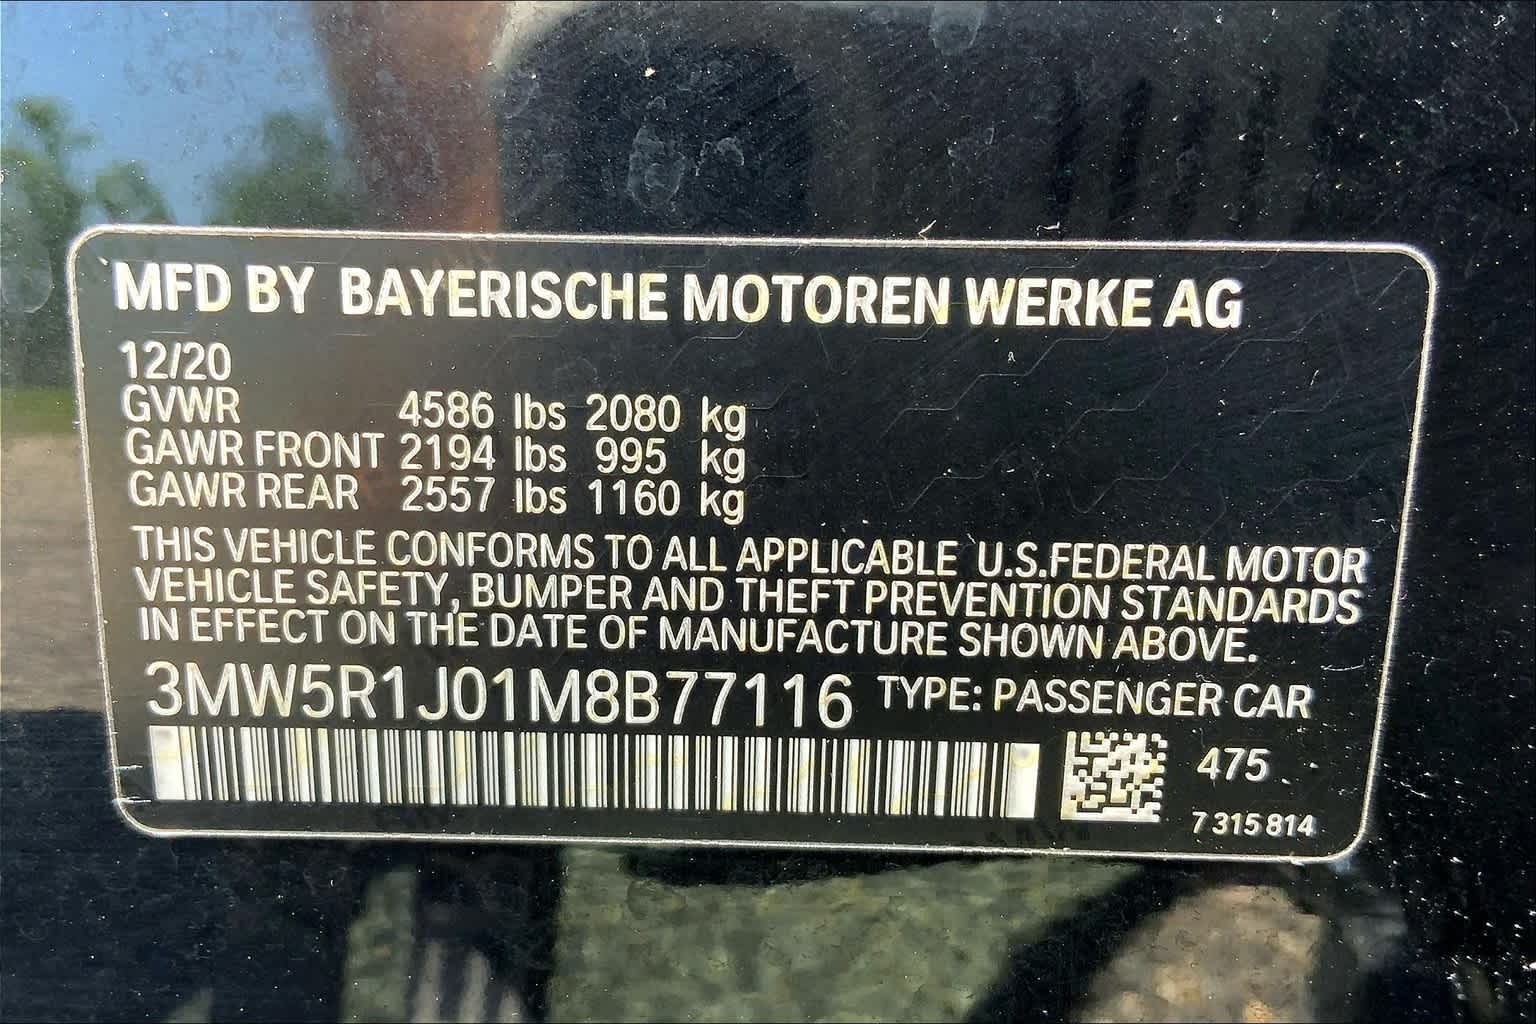 MFD BY BAYERISCHE MOTOREN WERKE AG
12/20
GVWR 4586 lbs 2080 kg
GAWR FRONT 2194 lbs 995 kg
GAWR REAR 2557 lbs 1160 kg
THIS VEHICLE CONFORMS TO ALL APPLICABLE U.S.FEDERAL MOTOR
VEHICLE SAFETY, BUMPER AND THEFT PREVENTION STANDARDS
IN EFFECT ON THE DATE OF MANUFACTURE SHOWN ABOVE.
3MW5R1J01M8B77116 TYPE: PASSENGER CAR
475
7 315 814